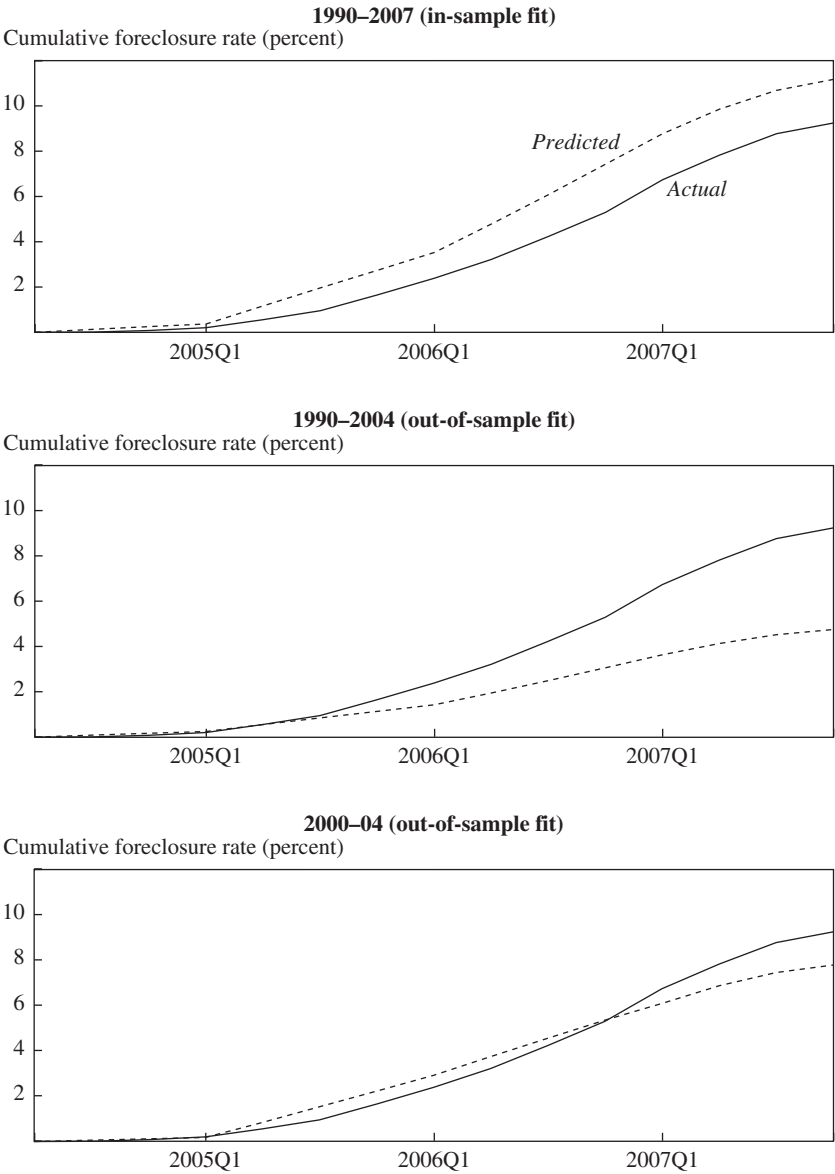 1990–2007 (in-sample fit)
Cumulative foreclosure rate (percent)
10
8
6
4
2
Predicted
Actual
2005Q1 2006Q1 2007Q1
1990–2004 (out-of-sample fit)
Cumulative foreclosure rate (percent)
10
8
6
4
2
2005Q1 2006Q1 2007Q1
2000–04 (out-of-sample fit)
Cumulative foreclosure rate (percent)
10
8
6
4
2
2005Q1 2006Q1 2007Q1